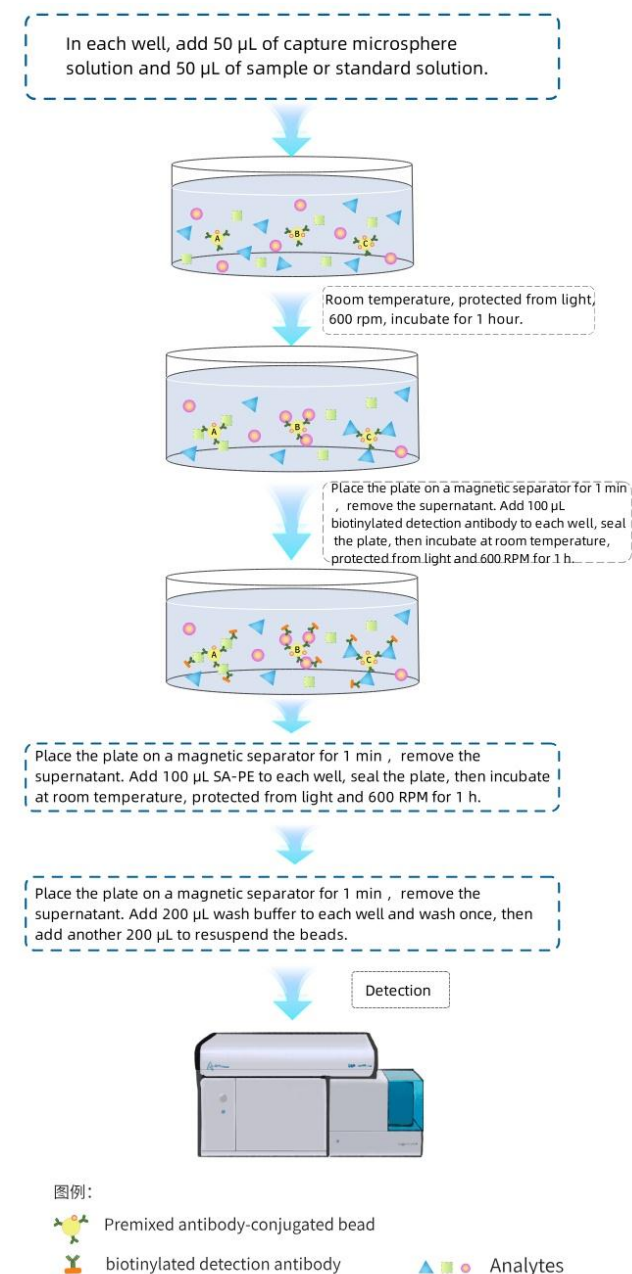 In each well, add 50 μL of capture microsphere
solution and 50 μL of sample or standard solution.
A
B
C
Room temperature, protected from light,
600 rpm, incubate for 1 hour.
A
B
C
Place the plate on a magnetic separator for 1 min
, remove the supernatant. Add 100 μL
biotinylated detection antibody to each well, seal
the plate, then incubate at room temperature,
protected from light and 600 RPM for 1 h.
A
B
C
Place the plate on a magnetic separator for 1 min , remove the
supernatant. Add 100 μL SA-PE to each well, seal the plate, then incubate
at room temperature, protected from light and 600 RPM for 1 h.
Place the plate on a magnetic separator for 1 min , remove the
supernatant. Add 200 μL wash buffer to each well and wash once, then
add another 200 μL to resuspend the beads.
Detection
图例:
Premixed antibody-conjugated bead
biotinylated detection antibody
Analytes